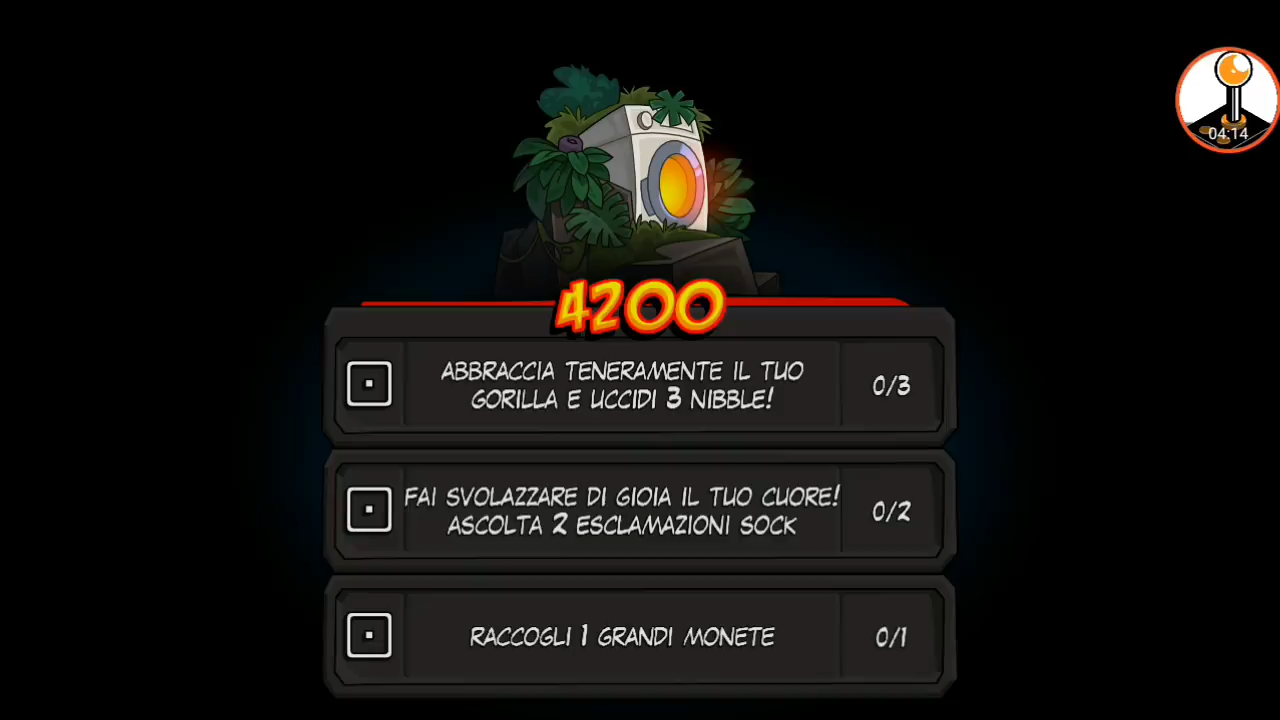 04:14
4200
ABBRACCIA TENERAMENTE IL TUO
GORILLA E UCCIDI 3 NIBBLE!
0/3
FAI SVOLAZZARE DI GIOIA IL TUO CUORE!
ASCOLTA 2 ESCLAMAZIONI SOCK
0/2
RACCOGLI 1 GRANDI MONETE
0/1